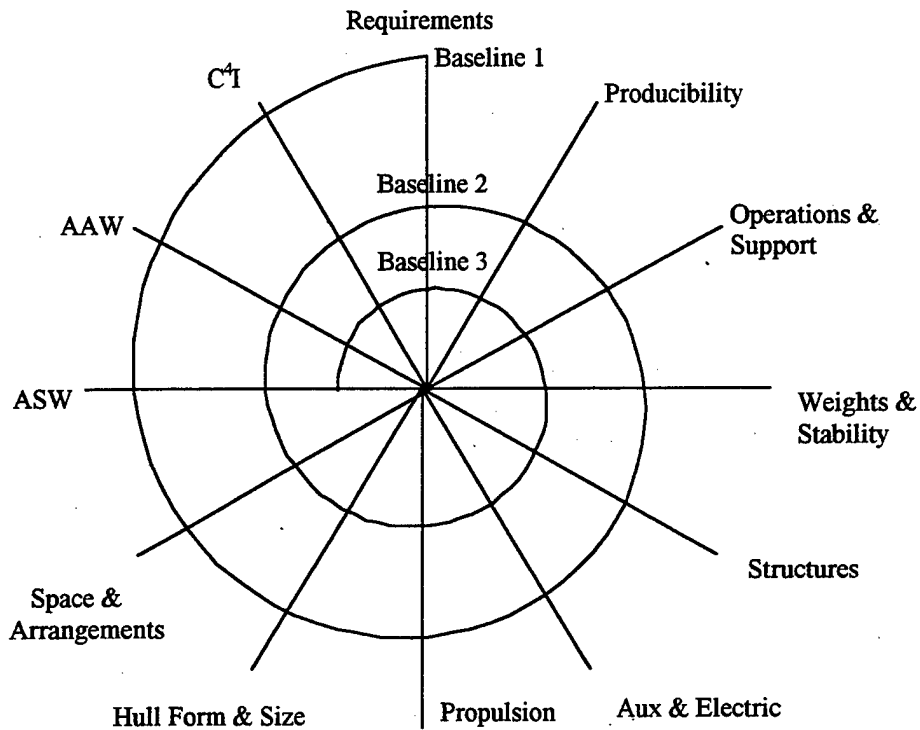 Requirements
Baseline 1
C⁴I
Producibility
Baseline 2
AAW
Operations &
Support
Baseline 3
ASW
Weights &
Stability
Structures
Space &
Arrangements
Hull Form & Size
Propulsion
Aux & Electric